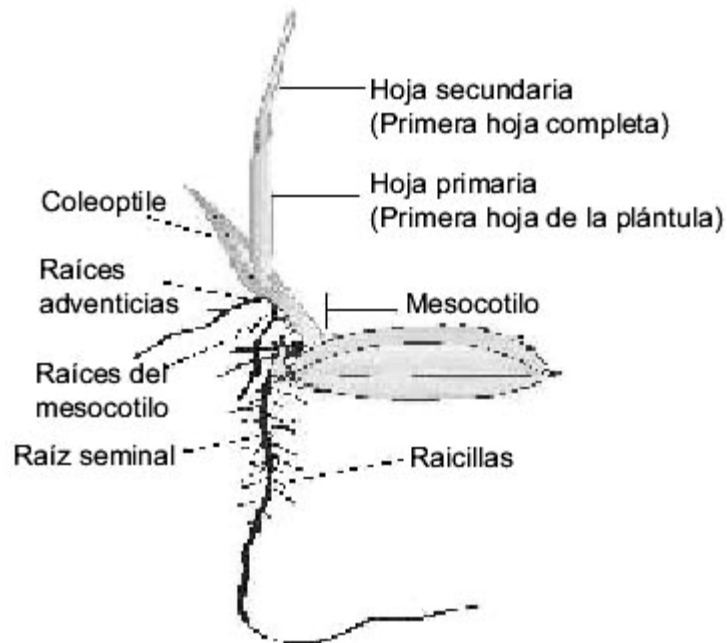 Hoja secundaria
(Primera hoja completa)
Hoja primaria
(Primera hoja de la plántula)
Coleoptile
Raíces
adventicias
Mesocotilo
Raíces del
mesocotilo
Raíz seminal
Raicillas